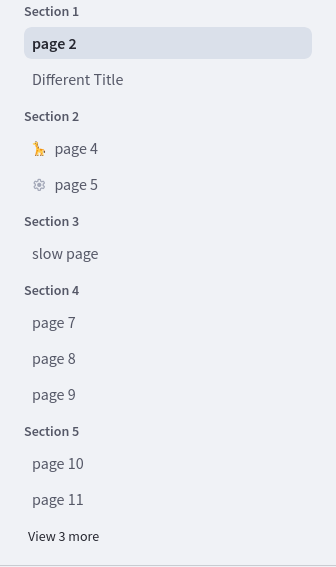 Section 1
page 2
Different Title
Section 2
page 4
page 5
Section 3
slow page
Section 4
page 7
page 8
page 9
Section 5
page 10
page 11
View 3 more